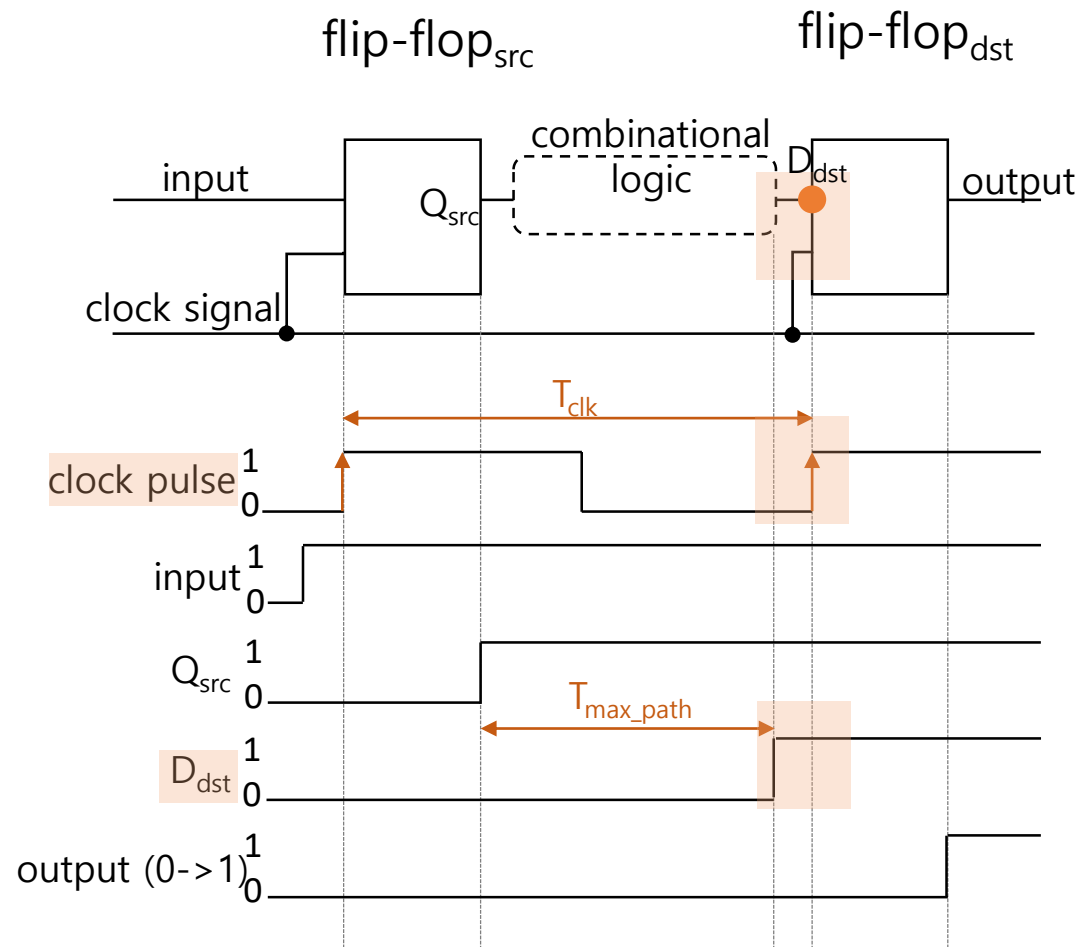 flip-flopsrc
flip-flopdst
combinational
logic
input
Qsrc
Ddst
output
clock signal
Tclk
clock pulse
1
0
input
1
0
Qsrc
1
0
Tmax_path
Ddst
1
0
output (0->1)
1
0